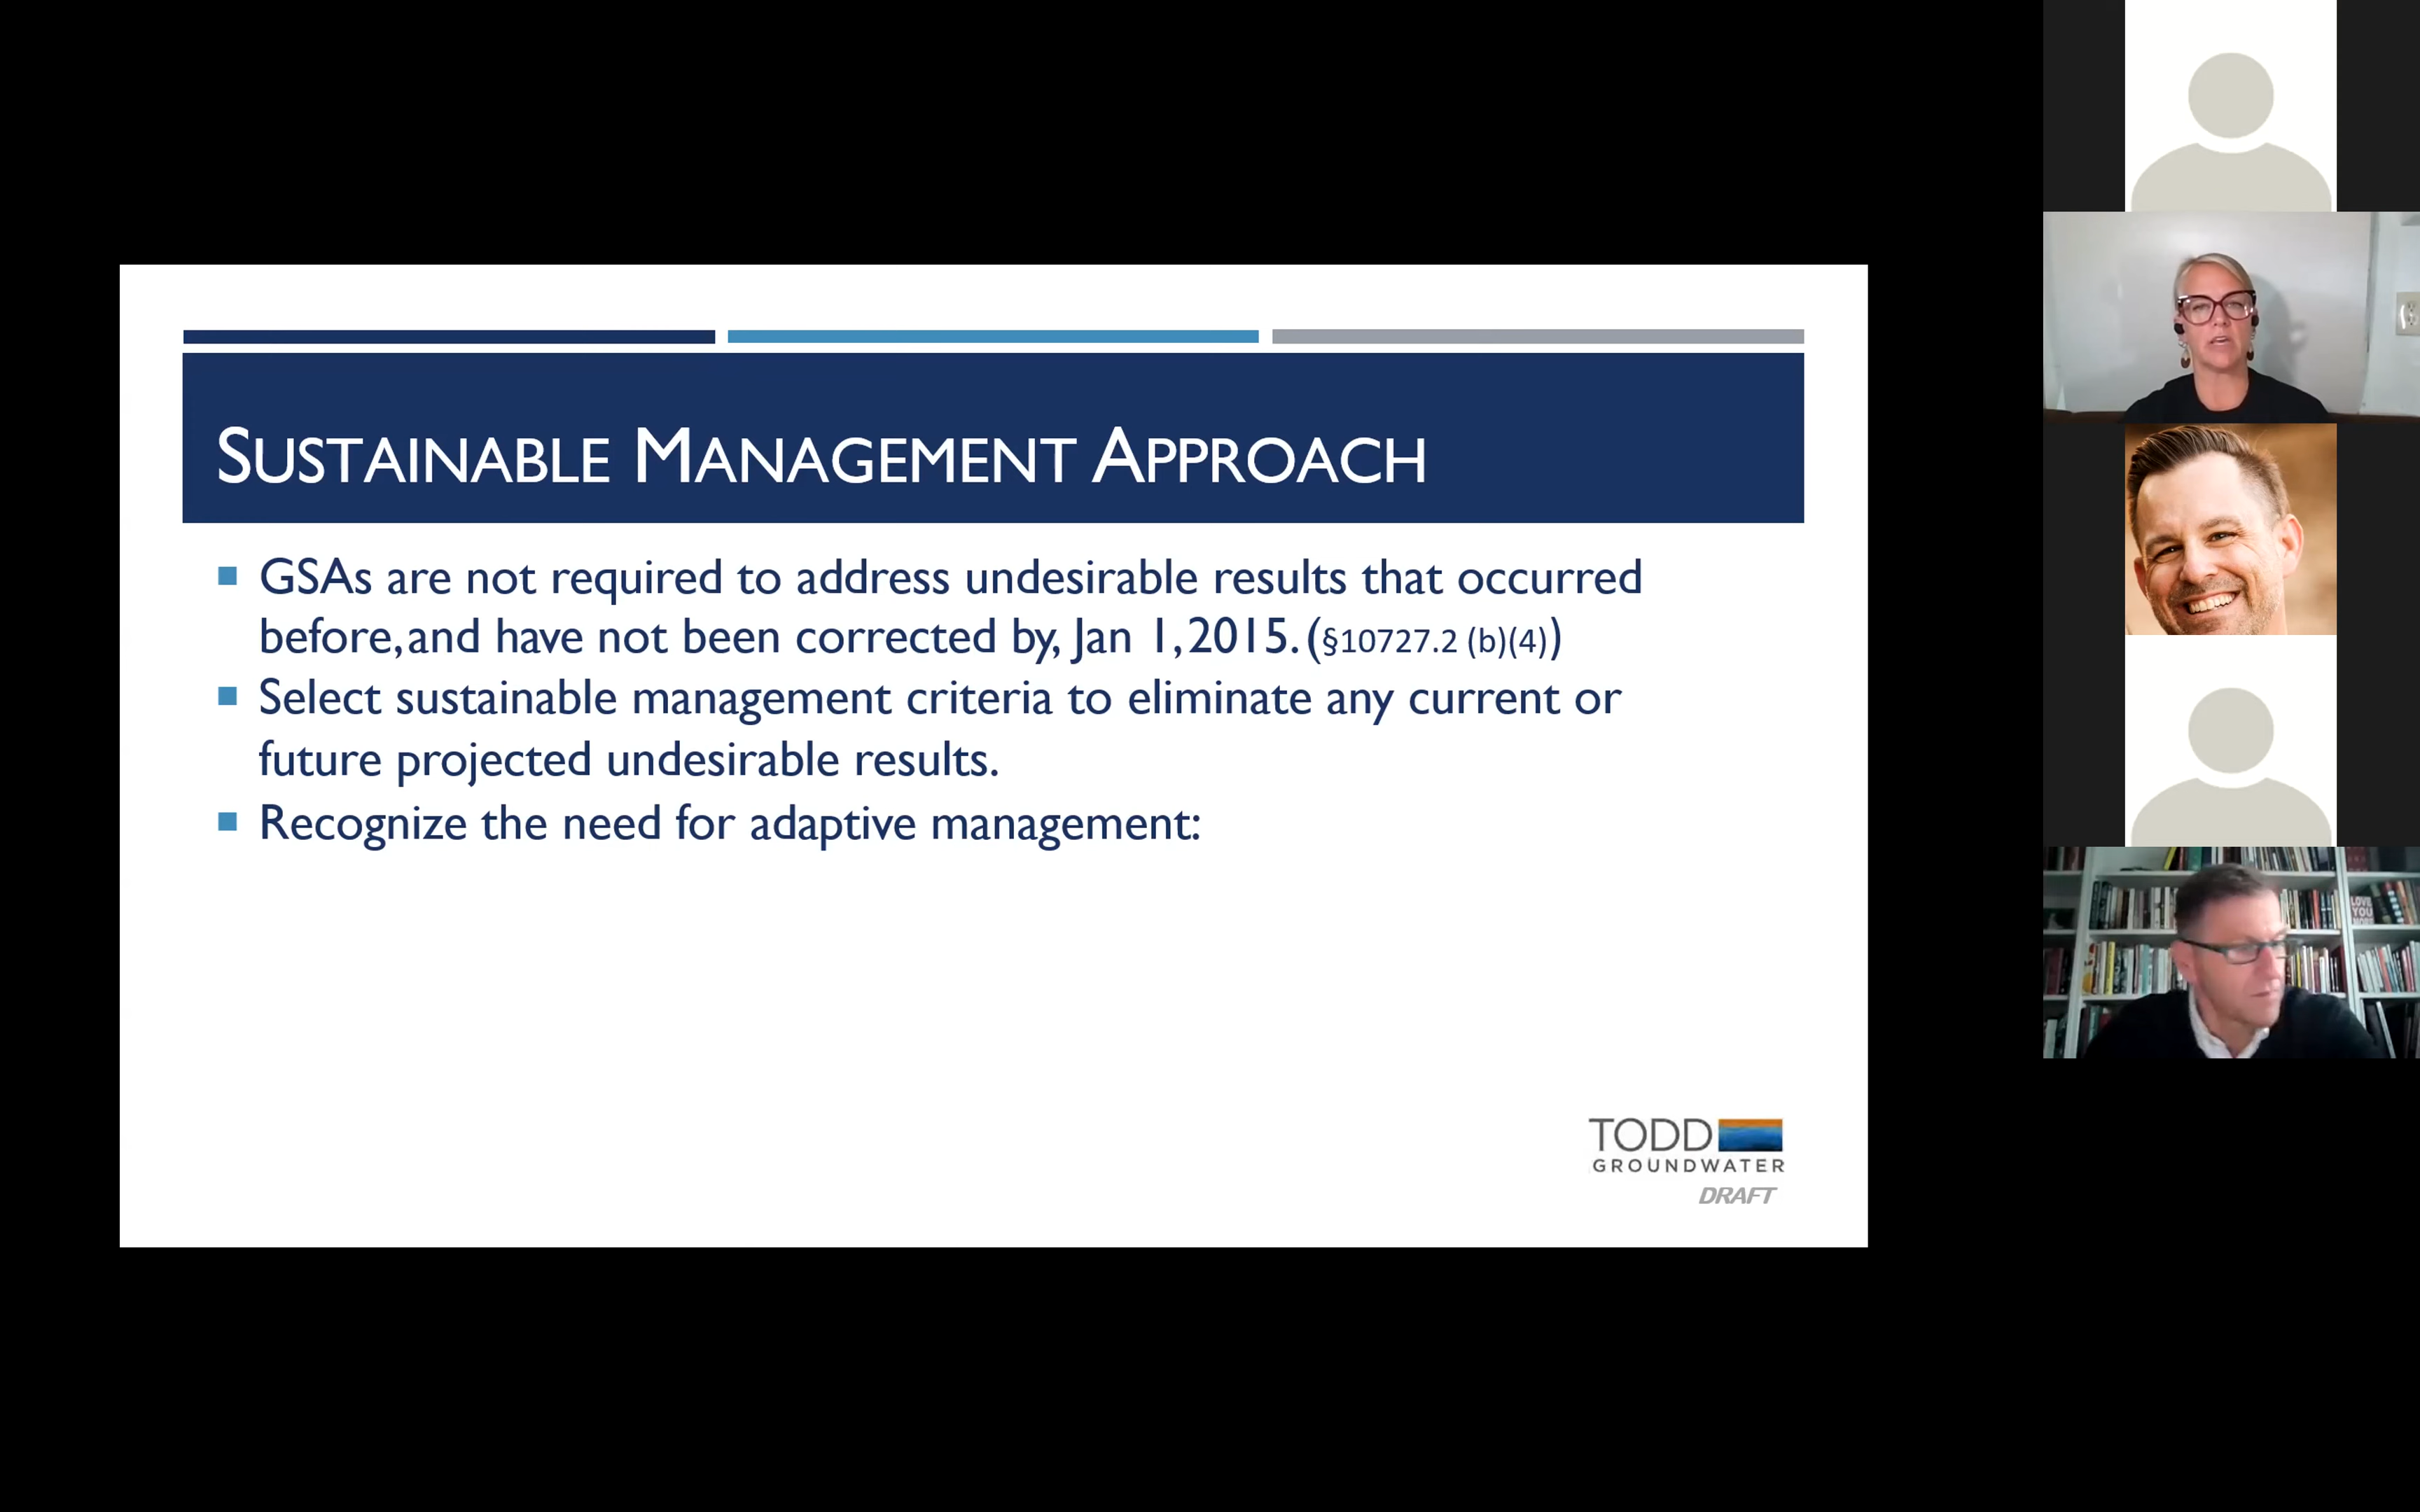 SUSTAINABLE MANAGEMENT APPROACH
GSAs are not required to address undesirable results that occurred
before, and have not been corrected by, Jan 1, 2015. (§10727.2 (b)(4))
Select sustainable management criteria to eliminate any current or
future projected undesirable results.
Recognize the need for adaptive management:
TODD
GROUNDWATER
DRAFT
LOVE
YOU